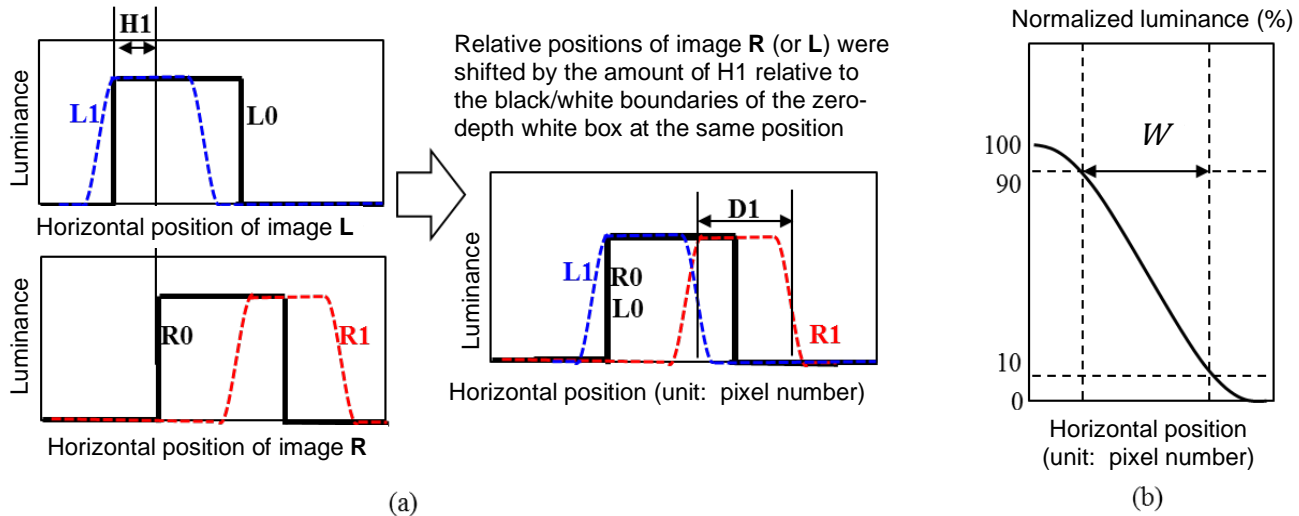 H1
L1
L0
Luminance
Horizontal position of image L
R0
R1
Luminance
Horizontal position of image R
Relative positions of image R (or L) were
shifted by the amount of H1 relative to
the black/white boundaries of the zero-
depth white box at the same position
D1
L1
R0
L0
R1
Luminance
Horizontal position (unit: pixel number)
(a)
Normalized luminance (%)
W
100
90
10
0
Horizontal position
(unit: pixel number)
(b)